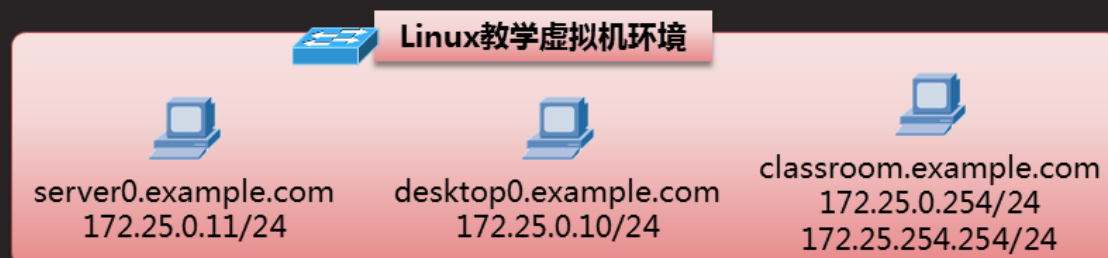 Linux教学虚拟机环境
server0.example.com
172.25.0.11/24
desktop0.example.com
172.25.0.10/24
classroom.example.com
172.25.0.254/24
172.25.254.254/24